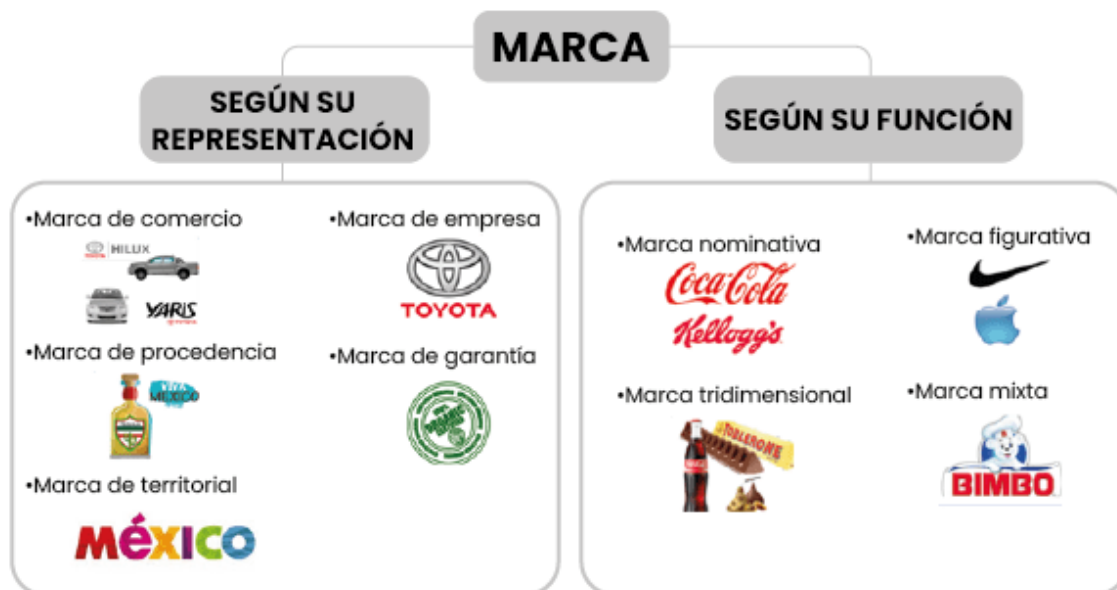 MARCA
SEGÚN SU
REPRESENTACIÓN
•Marca de comercio
HILUX
YARIS
•Marca de empresa
TOYOTA
•Marca de procedencia
MEXICO
•Marca de garantía
•Marca de territorial
México
SEGÚN SU FUNCIÓN
•Marca nominativa
Coca-Cola
Kellogg's
•Marca figurativa
•Marca tridimensional
TOBLERONE
•Marca mixta
BIMBO